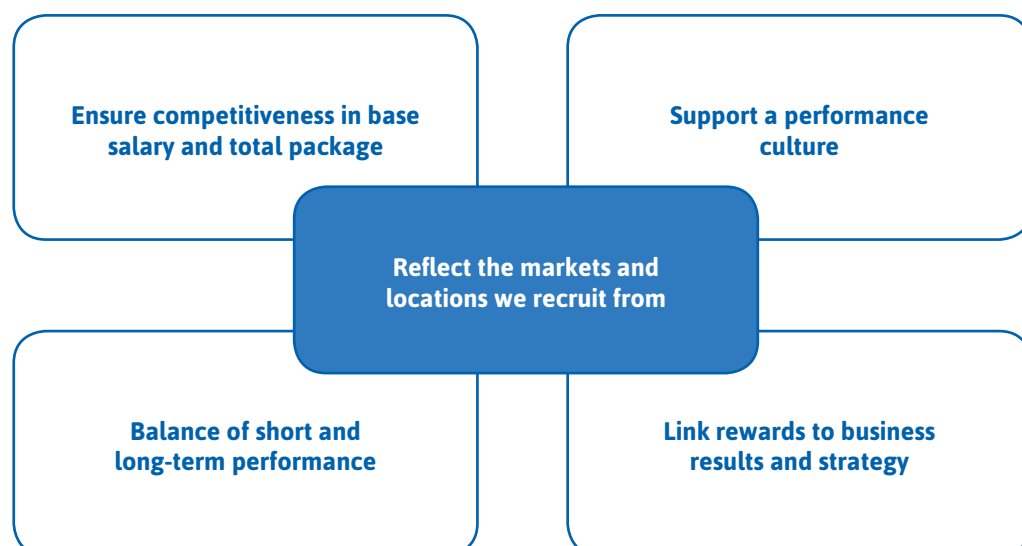 Ensure competitiveness in base
salary and total package
Support a performance
culture
Reflect the markets and
locations we recruit from
Balance of short and
long-term performance
Link rewards to business
results and strategy